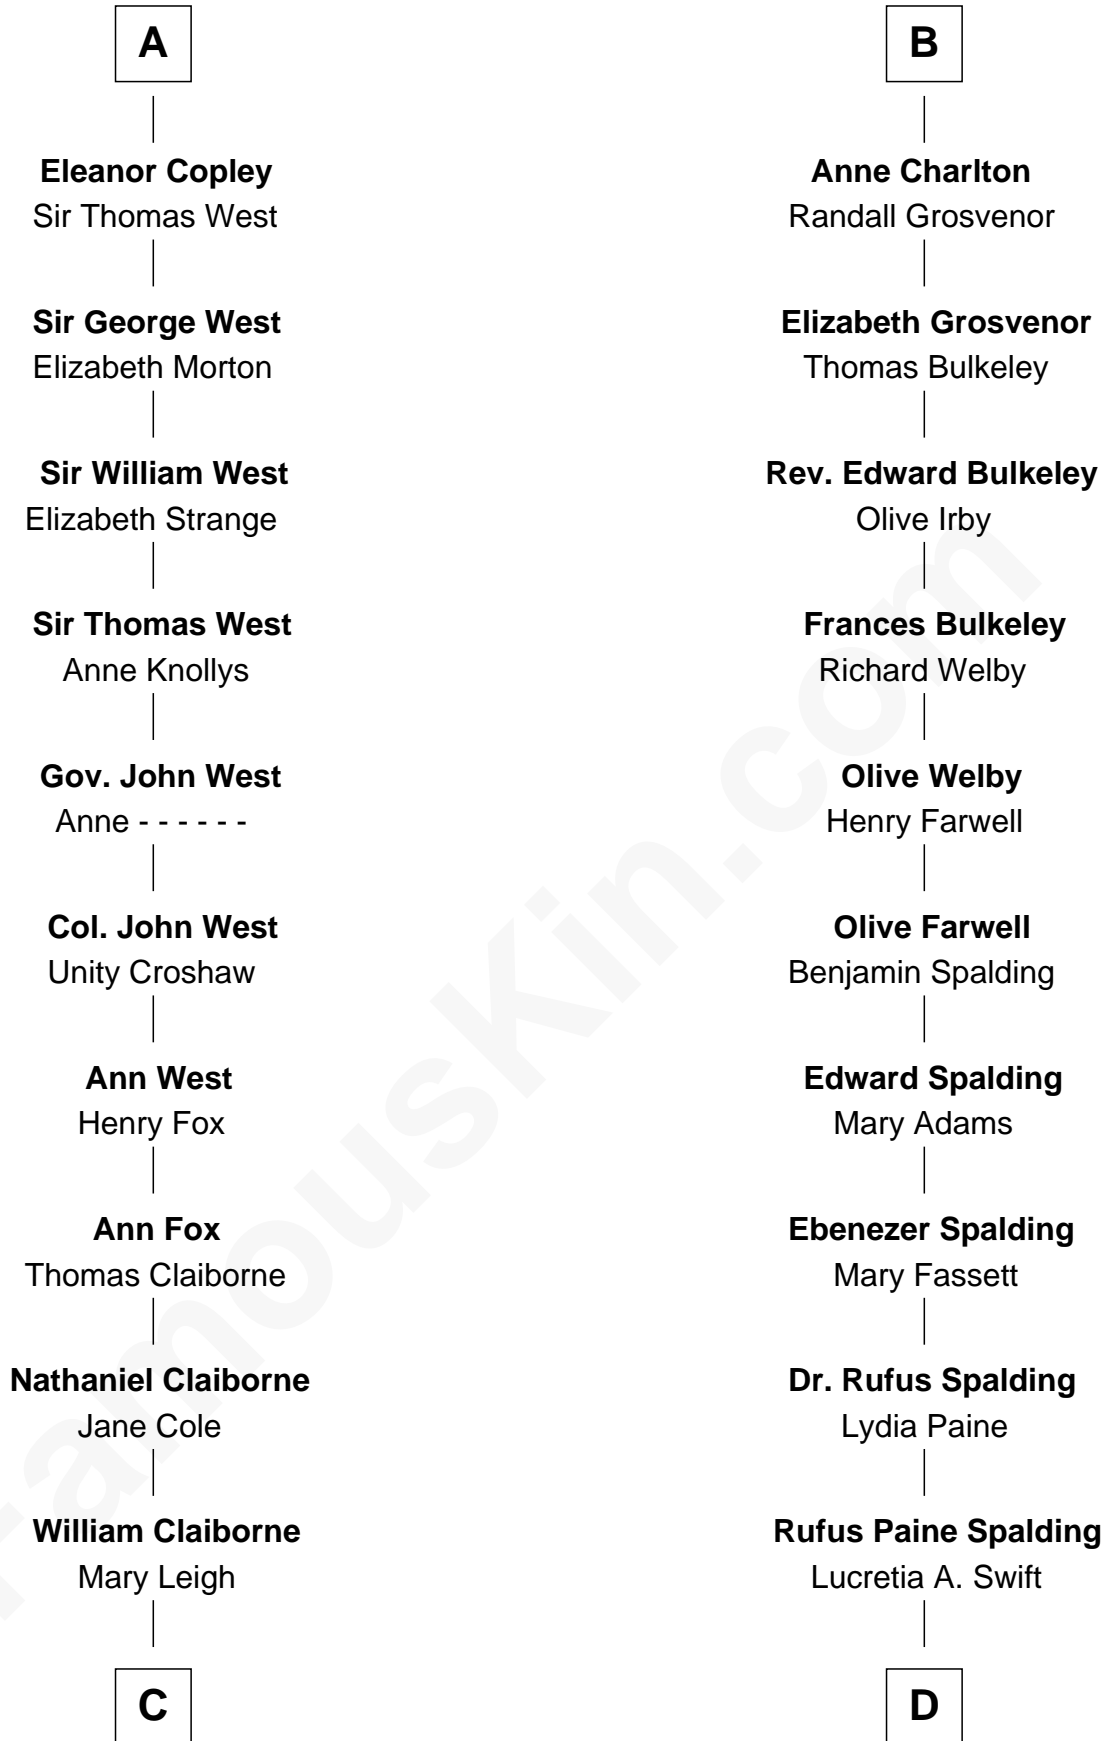 A
Eleanor Copley
Sir Thomas West
Sir George West
Elizabeth Morton
Sir William West
Elizabeth Strange
Sir Thomas West
Anne Knollys
Gov. John West
Anne - - - - - -
Col. John West
Unity Croshaw
Ann West
Henry Fox
Ann Fox
Thomas Claiborne
Nathaniel Claiborne
Jane Cole
William Claiborne
Mary Leigh
C
B
Anne Charlton
Randall Grosvenor
Elizabeth Grosvenor
Thomas Bulkeley
Rev. Edward Bulkeley
Olive Irby
Frances Bulkeley
Richard Welby
Olive Welby
Henry Farwell
Olive Farwell
Benjamin Spalding
Edward Spalding
Mary Adams
Ebenezer Spalding
Mary Fassett
Dr. Rufus Spalding
Lydia Paine
Rufus Paine Spalding
Lucretia A. Swift
D
FamousKin.com